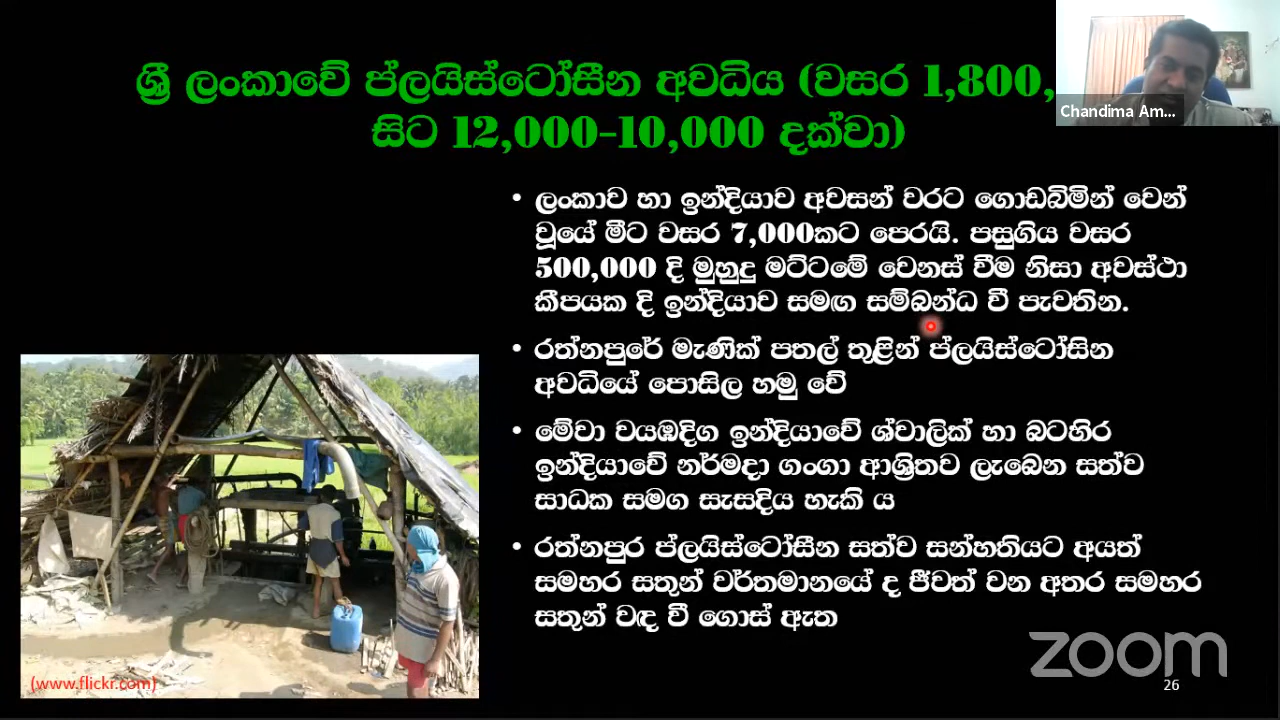 ශ්‍රී ලංකාවේ ප්ලයිස්ටෝසීන අවධිය (වසර 1,800,
සිට 12,000-10,000 දක්වා)
Chandima Am...
• ලංකාව හා ඉන්දියාව අවසන් වරට ගොඩබිමින් වෙන්
වූයේ මීට වසර 7,000කට පෙරයි. පසුගිය වසර
500,000 දි මුහුදු මට්ටමේ වෙනස් වීම නිසා අවස්ථා
කීපයක දි ඉන්දියාව සමඟ සම්බන්ධ වී පැවතින.
• රත්නපුරේ මැණික් පතල් තුළින් ප්ලයිස්ටෝසින
අවධියේ පොසිල හමු වේ
• මේවා වයඹදිග ඉන්දියාවේ ශ්වාලික් හා බටහිර
ඉන්දියාවේ නර්මදා ගංගා ආශ්‍රිතව ලැබෙන සත්ව
සාධක සමග සැසදිය හැකි ය
• රත්නපුර ප්ලයිස්ටෝසීන සත්ව සන්හතියට අයත්
සමහර සතුන් වර්තමානයේ ද ජීවත් වන අතර සමහර
සතුන් වඳ වී ගොස් ඇත
(www.flickr.com)
zoom
26